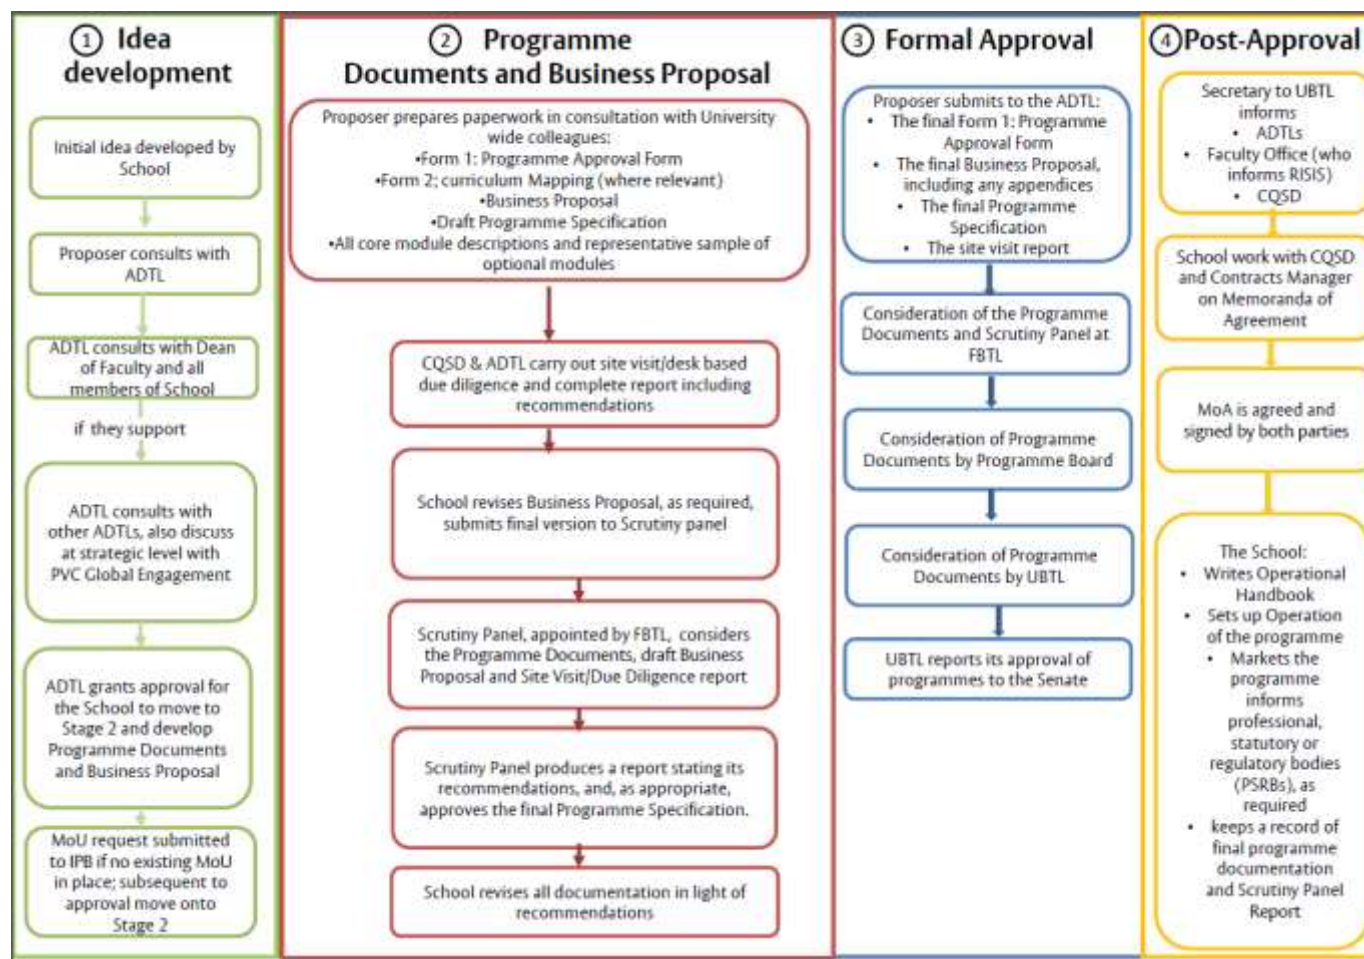 1 Idea
development
Initial idea developed by
School
Proposer consults with
ADTL
ADTL consults with Dean
of Faculty and all
members of School
if they support
ADTL consults with
other ADTLs, also discuss
at strategic level with
PVC Global Engagement
ADTL grants approval for
the School to move to
Stage 2 and develop
Programme Documents
and Business Proposal
MoU request submitted
to IPB if no existing MoU
in place; subsequent to
approval move onto
Stage 2
2 Programme
Documents and Business Proposal
Proposer prepares paperwork in consultation with University
wide colleagues:
•Form 1: Programme Approval Form
•Form 2; curriculum Mapping (where relevant)
•Business Proposal
•Draft Programme Specification
•All core module descriptions and representative sample of
optional modules
CQSD & ADTL carry out site visit/desk based
due diligence and complete report including
recommendations
School revises Business Proposal, as required,
submits final version to Scrutiny panel
Scrutiny Panel, appointed by FBTL, considers
the Programme Documents, draft Business
Proposal and Site Visit/Due Diligence report
Scrutiny Panel produces a report stating its
recommendations, and, as appropriate,
approves the final Programme Specification.
School revises all documentation in light of
recommendations
3 Formal Approval
Proposer submits to the ADTL:
• The final Form 1: Programme
Approval Form
• The final Business Proposal,
including any appendices
• The final Programme
Specification
• The site visit report
Consideration of the Programme
Documents and Scrutiny Panel at
FBTL
Consideration of Programme
Documents by Programme Board
Consideration of Programme
Documents by UBTL
UBTL reports its approval of
programmes to the Senate
4 Post-Approval
Secretary to UBTL
informs
• ADTLs
• Faculty Office (who
informs RISIS)
• CQSD
School work with CQSD
and Contracts Manager
on Memoranda of
Agreement
MoA is agreed and
signed by both parties
The School:
• Writes Operational
Handbook
• Sets up Operation
of the programme
• Markets the
programme
informs
professional,
statutory or
regulatory bodies
(PSRBs), as
required
• keeps a record of
final programme
documentation
and Scrutiny Panel
Report